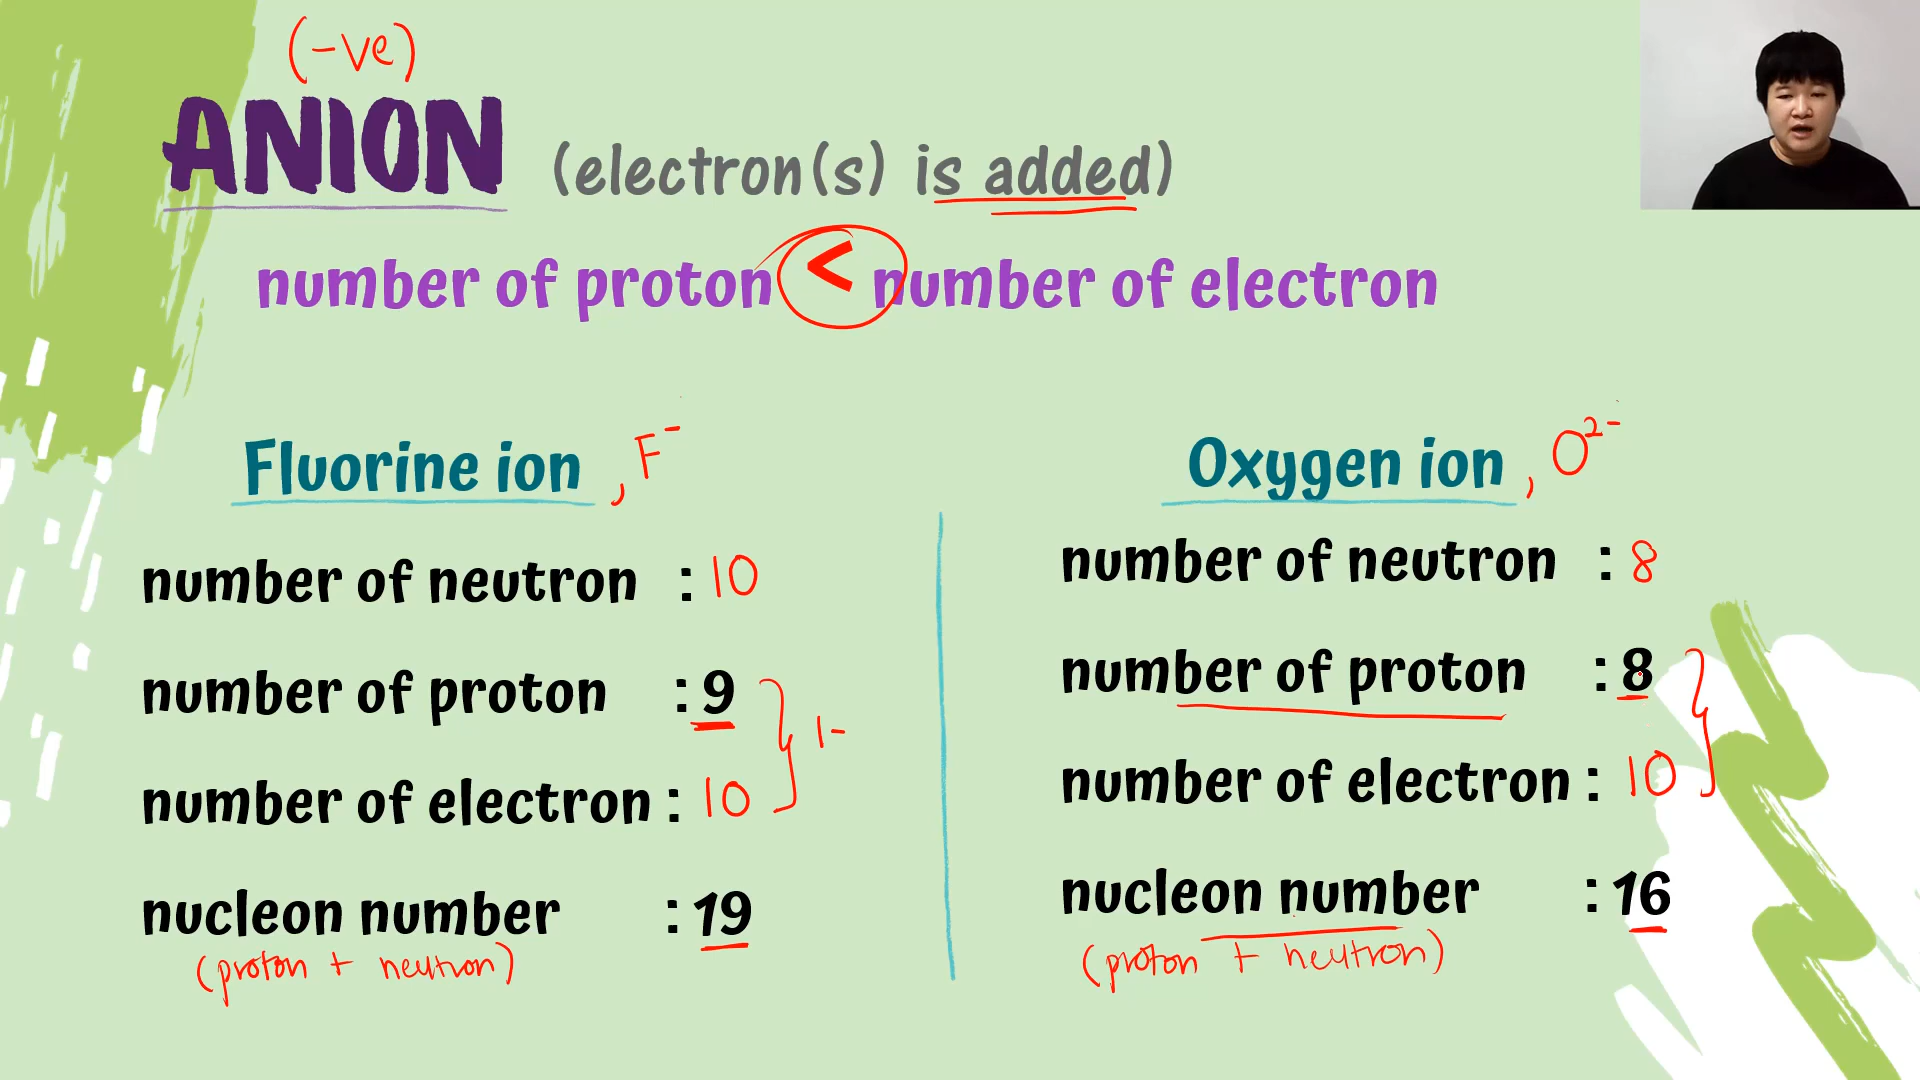 (-ve)
ANION (electron(s) is added)
number of proton < number of electron
Fluorine ion , F⁻
number of neutron : 10
number of proton : 9
1-
number of electron : 10
nucleon number : 19
(proton + neutron)
Oxygen ion , O²⁻
number of neutron : 8
number of proton : 8
number of electron : 10
nucleon number : 16
(proton + neutron)